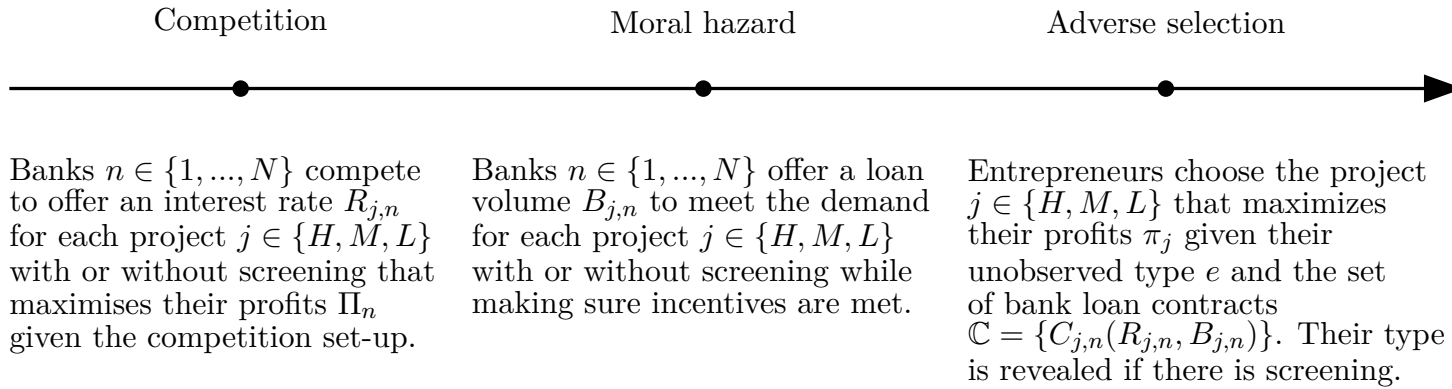 Competition
Moral hazard
Adverse selection
Banks n ∈ {1, ..., N} compete
to offer an interest rate R_{j,n}
for each project j ∈ {H, M, L}
with or without screening that
maximises their profits Π_n
given the competition set-up.
Banks n ∈ {1, ..., N} offer a loan
volume B_{j,n} to meet the demand
for each project j ∈ {H, M, L}
with or without screening while
making sure incentives are met.
Entrepreneurs choose the project
j ∈ {H, M, L} that maximizes
their profits π_j given their
unobserved type e and the set
of bank loan contracts
ℂ = {C_{j,n}(R_{j,n}, B_{j,n})}. Their type
is revealed if there is screening.